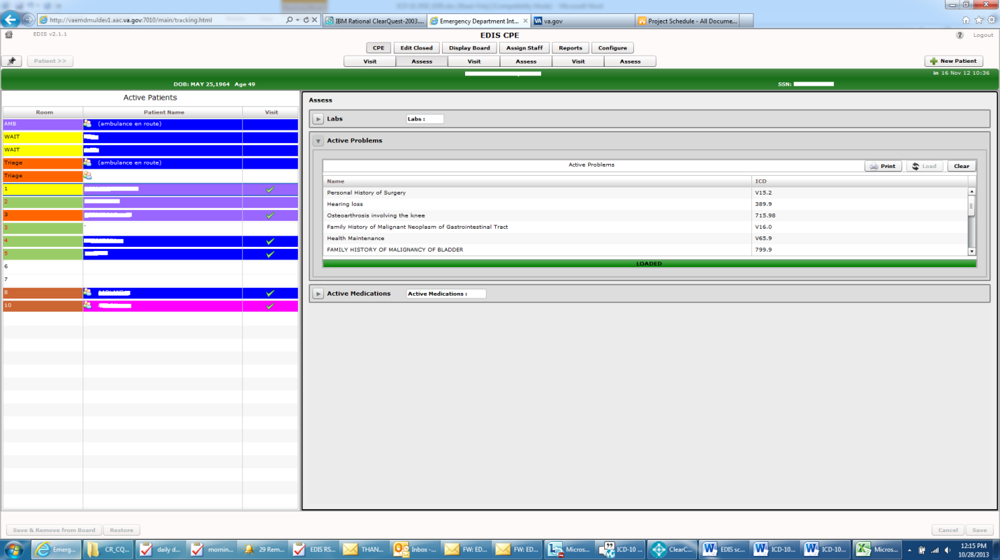 http://vaemdmuldev1.aac.va.gov:7010/main/tracking.html
IBM Rational ClearQuest-2003....
Emergency Department Int...
va.gov
Project Schedule - All Docume...
EDIS v2.1.1
EDIS CPE
Logout
CPE Edit Closed Display Board Assign Staff Reports Configure
Patient >>
Visit Assess Visit Assess Visit Assess
New Patient
in 16 Nov 12 10:36
DOB: MAY 25,1964 Age 49
SSN:
Active Patients
Room Patient Name Visit
AMB (ambulance en route)
WAIT
WAIT
Triage (ambulance en route)
Triage
1
2
3
3
4
5
6
7
8
10
Assess
Labs Labs :
Active Problems
Active Problems
Print Load Clear
Name ICD
Personal History of Surgery V15.2
Hearing loss 389.9
Osteoarthrosis involving the knee 715.98
Family History of Malignant Neoplasm of Gastrointestinal Tract V16.0
Health Maintenance V65.9
FAMILY HISTORY OF MALIGNANCY OF BLADDER 799.9
LOADED
Active Medications Active Medications :
Save & Remove from Board Restore
Cancel Save
Emerg... CR_CQ... daily d... mornin... 29 Rem... EDIS RS... THAN... Inbox -... FW: ED... FW: ED... Micros... ICD-10 ... ClearC... EDIS sc... ICD-10... ICD-10... Micros...
12:15 PM
10/28/2013